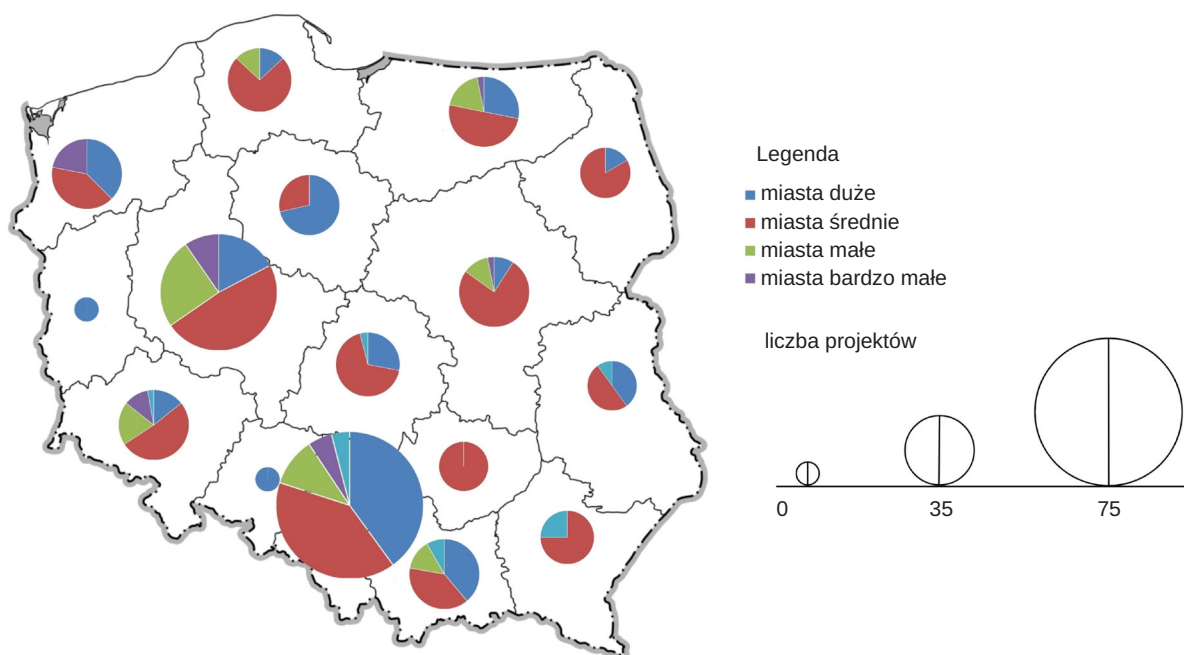 Legenda
miasta duże
miasta średnie
miasta małe
miasta bardzo małe
liczba projektów
0 35 75